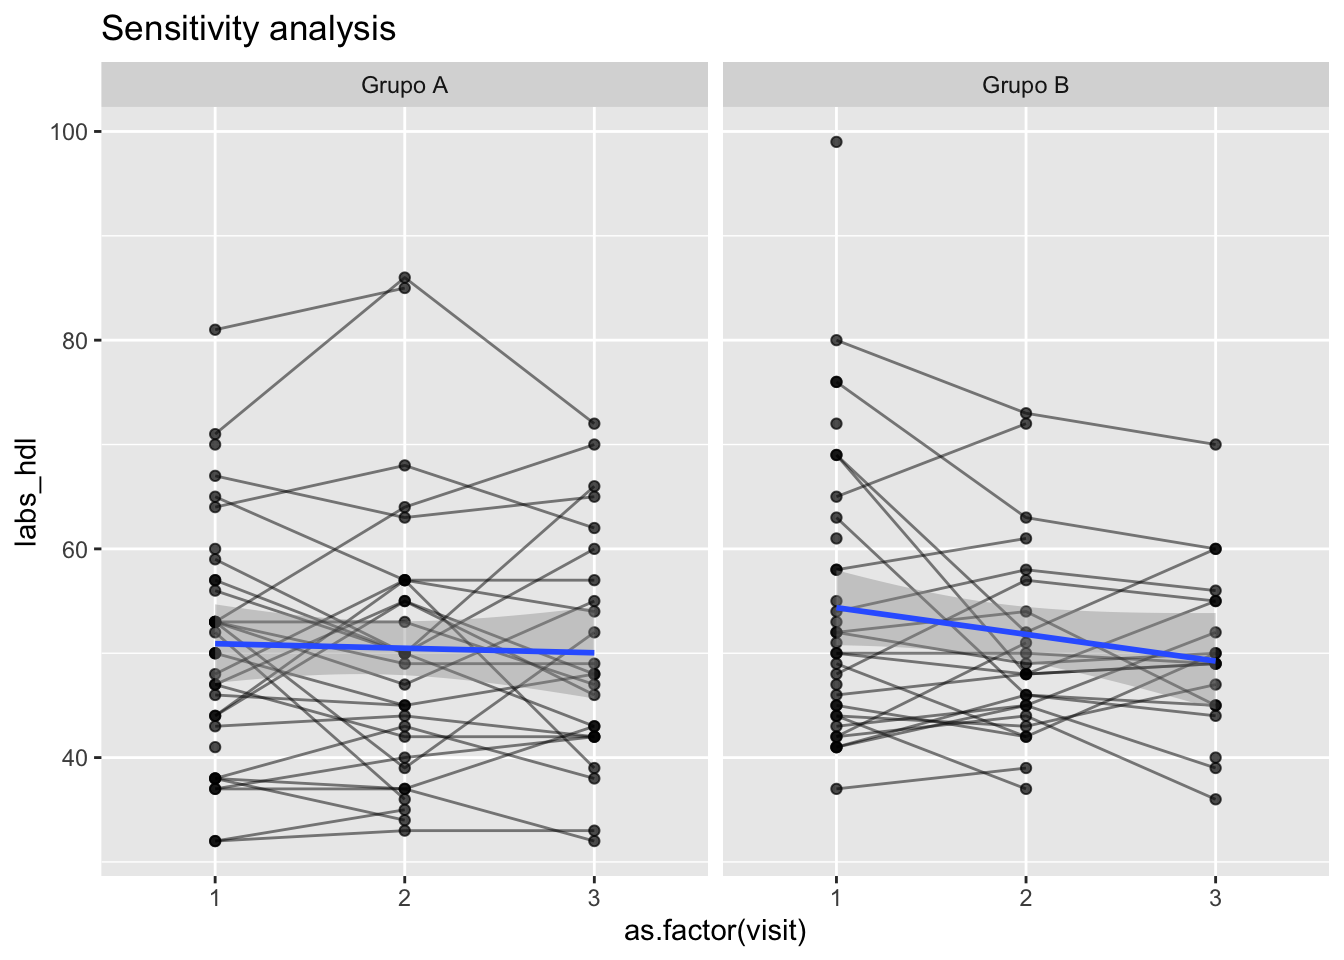 Sensitivity analysis
Grupo A
Grupo B
100
80
60
40
labs_hdl
1
2
3
1
2
3
as.factor(visit)